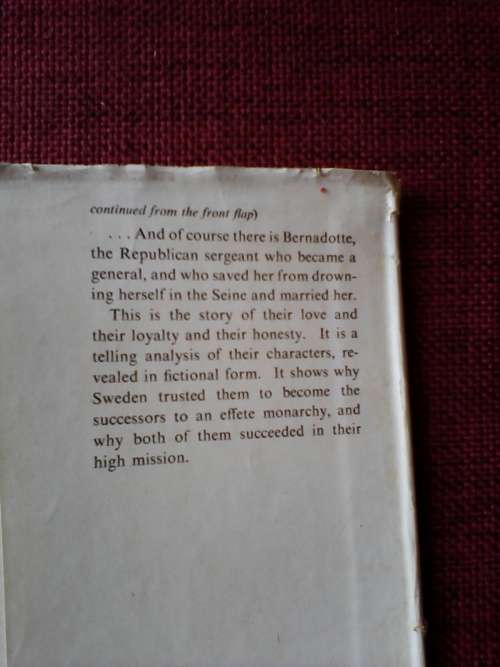 continued from the front flap)
. . . And of course there is Bernadotte,
the Republican sergeant who became a
general, and who saved her from drown-
ing herself in the Seine and married her.
This is the story of their love and
their loyalty and their honesty. It is a
telling analysis of their characters, re-
vealed in fictional form. It shows why
Sweden trusted them to become the
successors to an effete monarchy, and
why both of them succeeded in their
high mission.